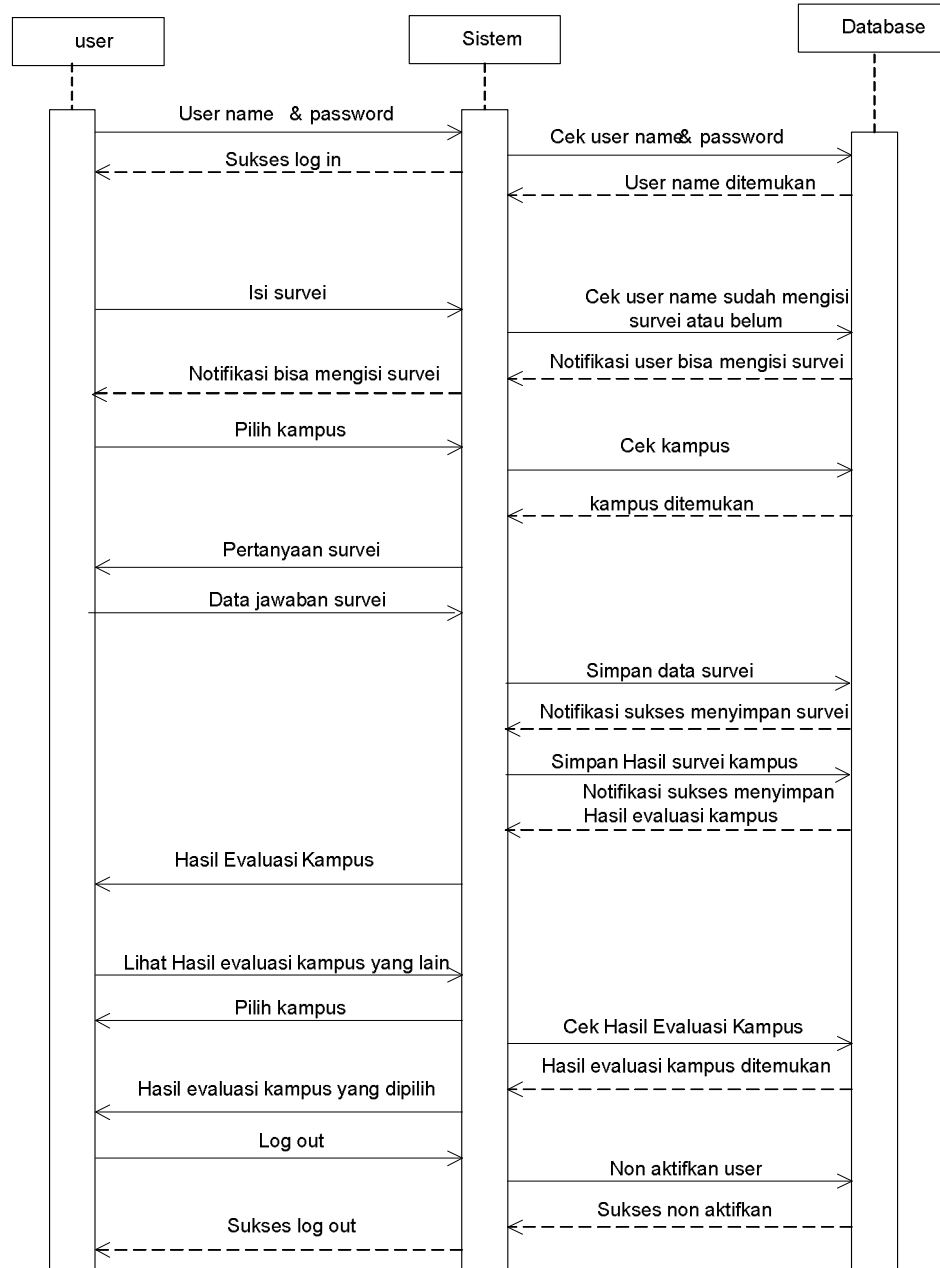 user
Sistem
Database
User name & password
Cek user name& password
Sukses log in
User name ditemukan
Isi survei
Cek user name sudah mengisi
survei atau belum
Notifikasi user bisa mengisi survei
Notifikasi bisa mengisi survei
Pilih kampus
Cek kampus
kampus ditemukan
Pertanyaan survei
Data jawaban survei
Simpan data survei
Notifikasi sukses menyimpan survei
Simpan Hasil survei kampus
Notifikasi sukses menyimpan
Hasil evaluasi kampus
Hasil Evaluasi Kampus
Lihat Hasil evaluasi kampus yang lain
Pilih kampus
Cek Hasil Evaluasi Kampus
Hasil evaluasi kampus ditemukan
Hasil evaluasi kampus yang dipilih
Log out
Non aktifkan user
Sukses non aktifkan
Sukses log out